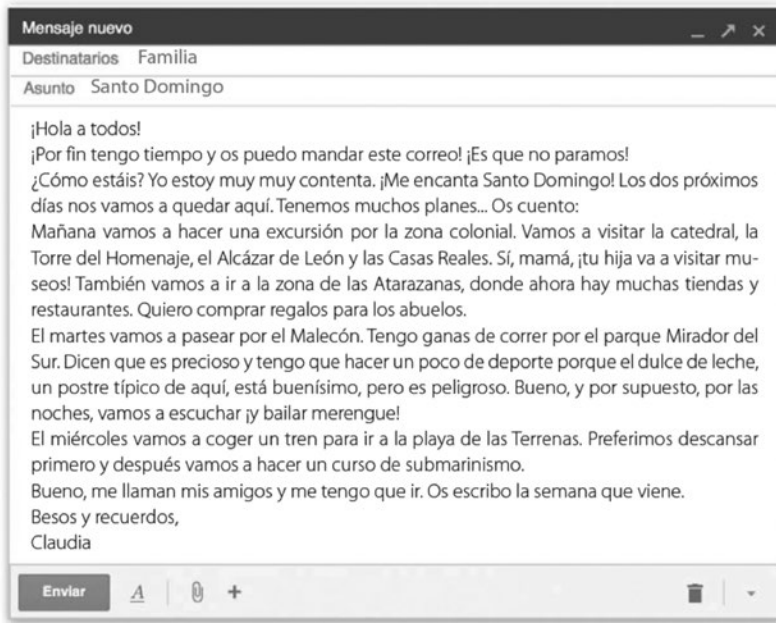 Mensaje nuevo
Destinatarios Familia
Asunto Santo Domingo
¡Hola a todos!
¡Por fin tengo tiempo y os puedo mandar este correo! ¡Es que no paramos!
¿Cómo estáis? Yo estoy muy muy contenta. ¡Me encanta Santo Domingo! Los dos próximos
días nos vamos a quedar aquí. Tenemos muchos planes... Os cuento:
Mañana vamos a hacer una excursión por la zona colonial. Vamos a visitar la catedral, la
Torre del Homenaje, el Alcázar de León y las Casas Reales. Sí, mamá, ¡tu hija va a visitar mu-
seos! También vamos a ir a la zona de las Atarazanas, donde ahora hay muchas tiendas y
restaurantes. Quiero comprar regalos para los abuelos.
El martes vamos a pasear por el Malecón. Tengo ganas de correr por el parque Mirador del
Sur. Dicen que es precioso y tengo que hacer un poco de deporte porque el dulce de leche,
un postre típico de aquí, está buenísimo, pero es peligroso. Bueno, y por supuesto, por las
noches, vamos a escuchar ¡y bailar merengue!
El miércoles vamos a coger un tren para ir a la playa de las Terrenas. Preferimos descansar
primero y después vamos a hacer un curso de submarinismo.
Bueno, me llaman mis amigos y me tengo que ir. Os escribo la semana que viene.
Besos y recuerdos,
Claudia
Enviar A